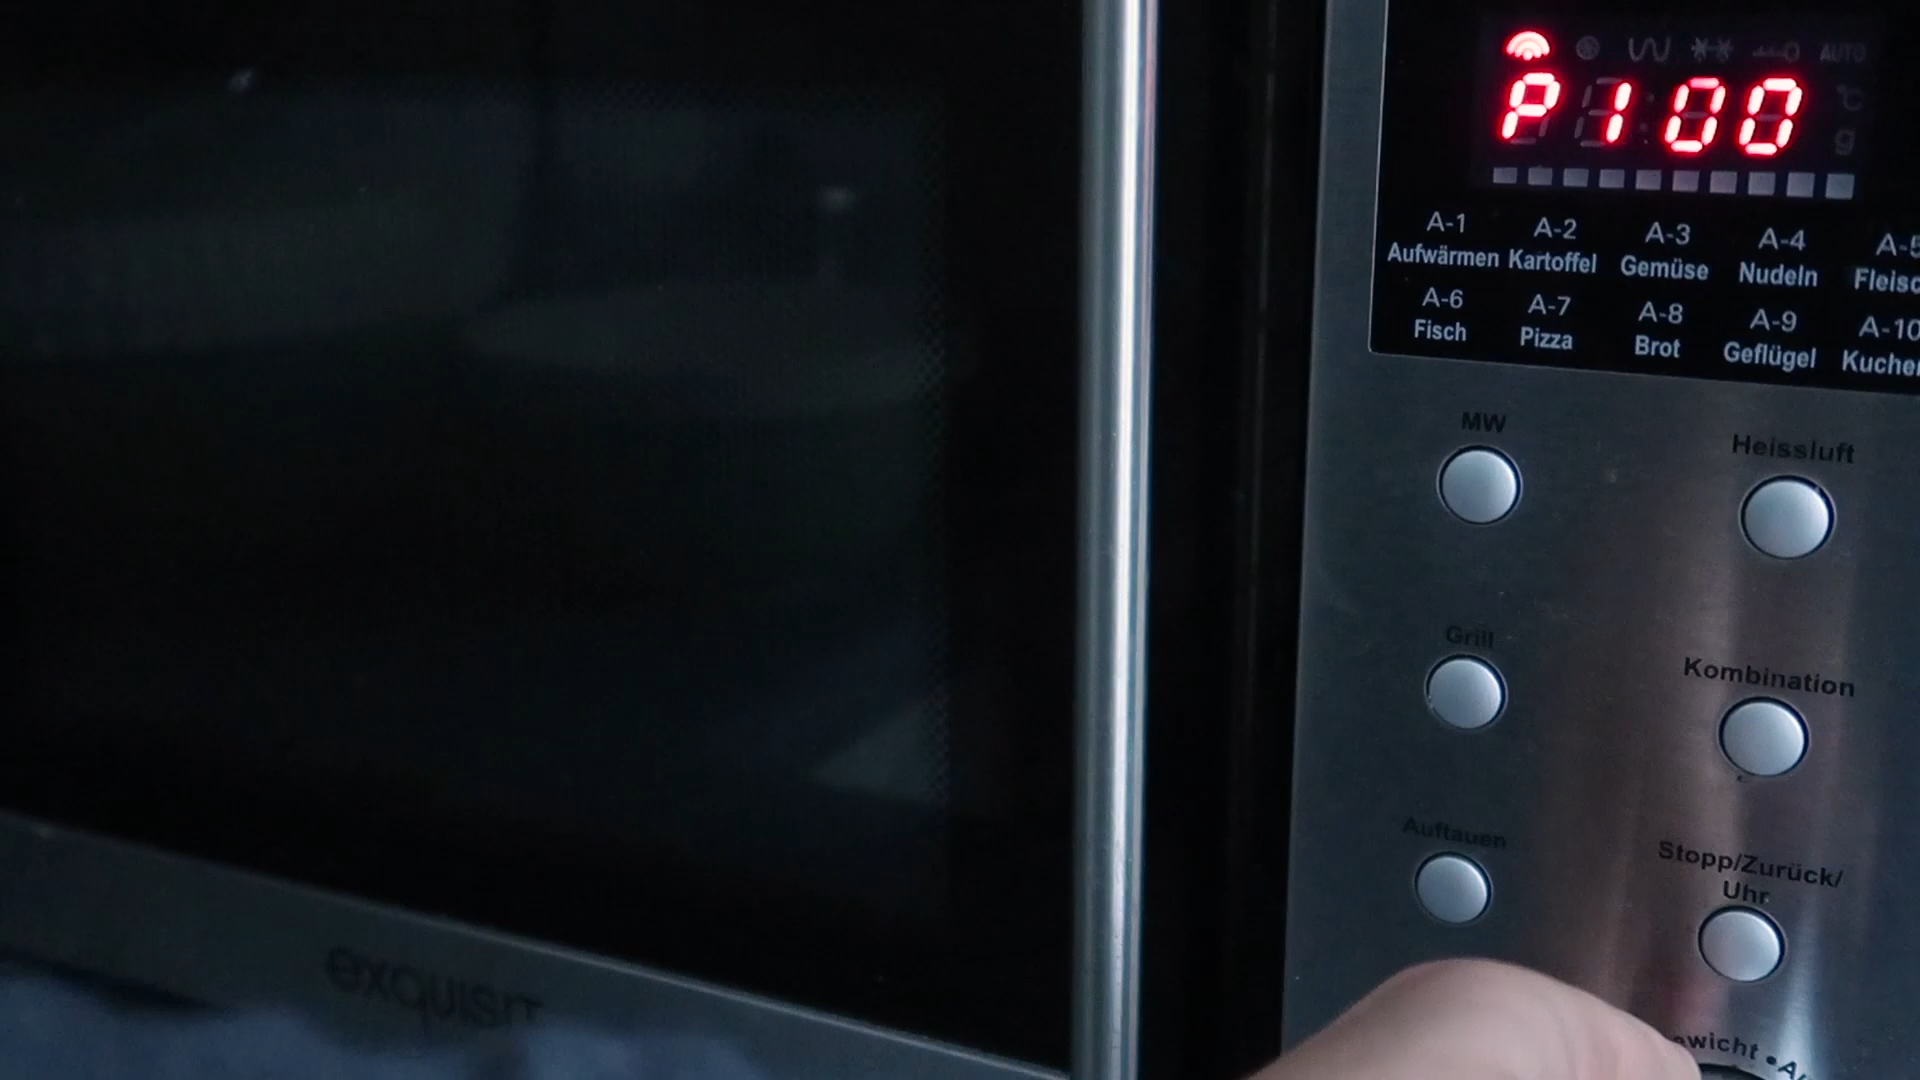 AUTO
P100
°C
g
A-1 A-2 A-3 A-4
Aufwärmen Kartoffel Gemüse Nudeln
A-6 A-7 A-8 A-9 A-10
Fisch Pizza Brot Geflügel
MW
Heissluft
Grill
Kombination
Auftauen
Stopp/Zurück/
Uhr
exquisit